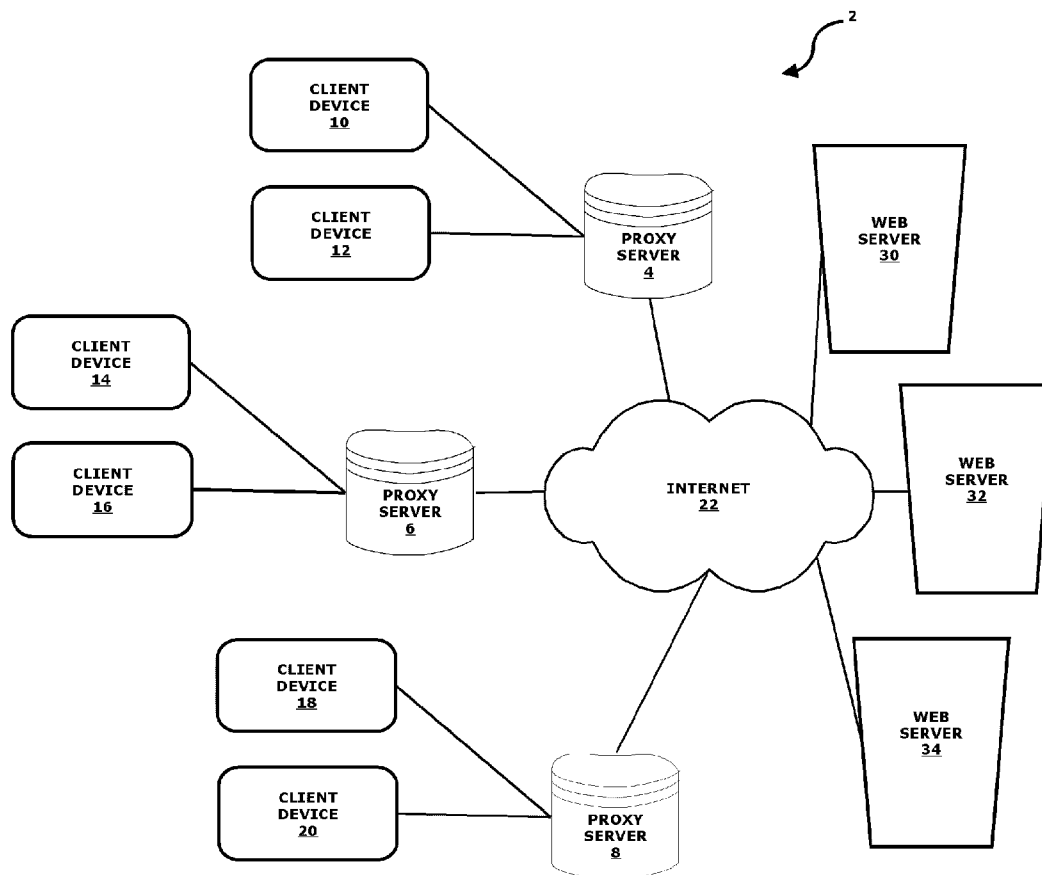 2
CLIENT
DEVICE
10
CLIENT
DEVICE
12
PROXY
SERVER
4
WEB
SERVER
30
CLIENT
DEVICE
14
CLIENT
DEVICE
16
PROXY
SERVER
6
INTERNET
22
WEB
SERVER
32
CLIENT
DEVICE
18
CLIENT
DEVICE
20
PROXY
SERVER
8
WEB
SERVER
34